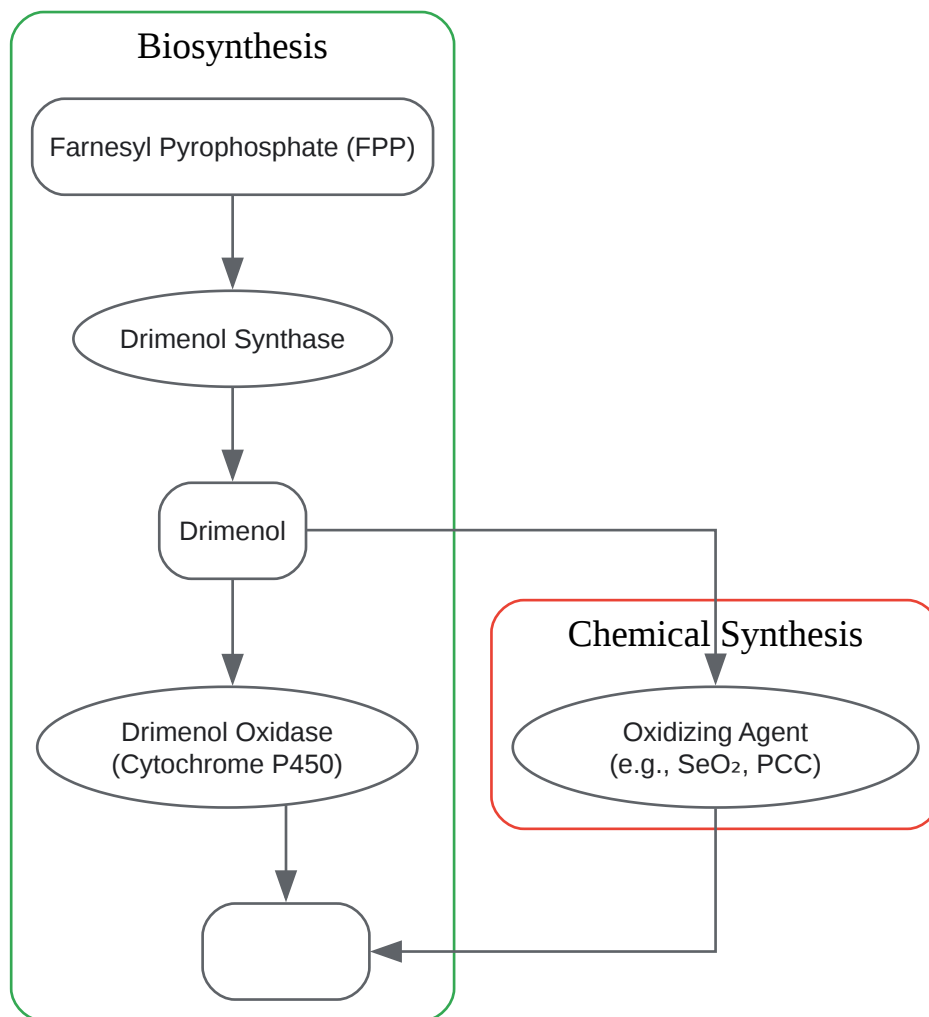 Biosynthesis
Farnesyl Pyrophosphate (FPP)
Drimenol Synthase
Drimenol
Chemical Synthesis
Drimenol Oxidase
(Cytochrome P450)
Oxidizing Agent
(e.g., SeO₂, PCC)